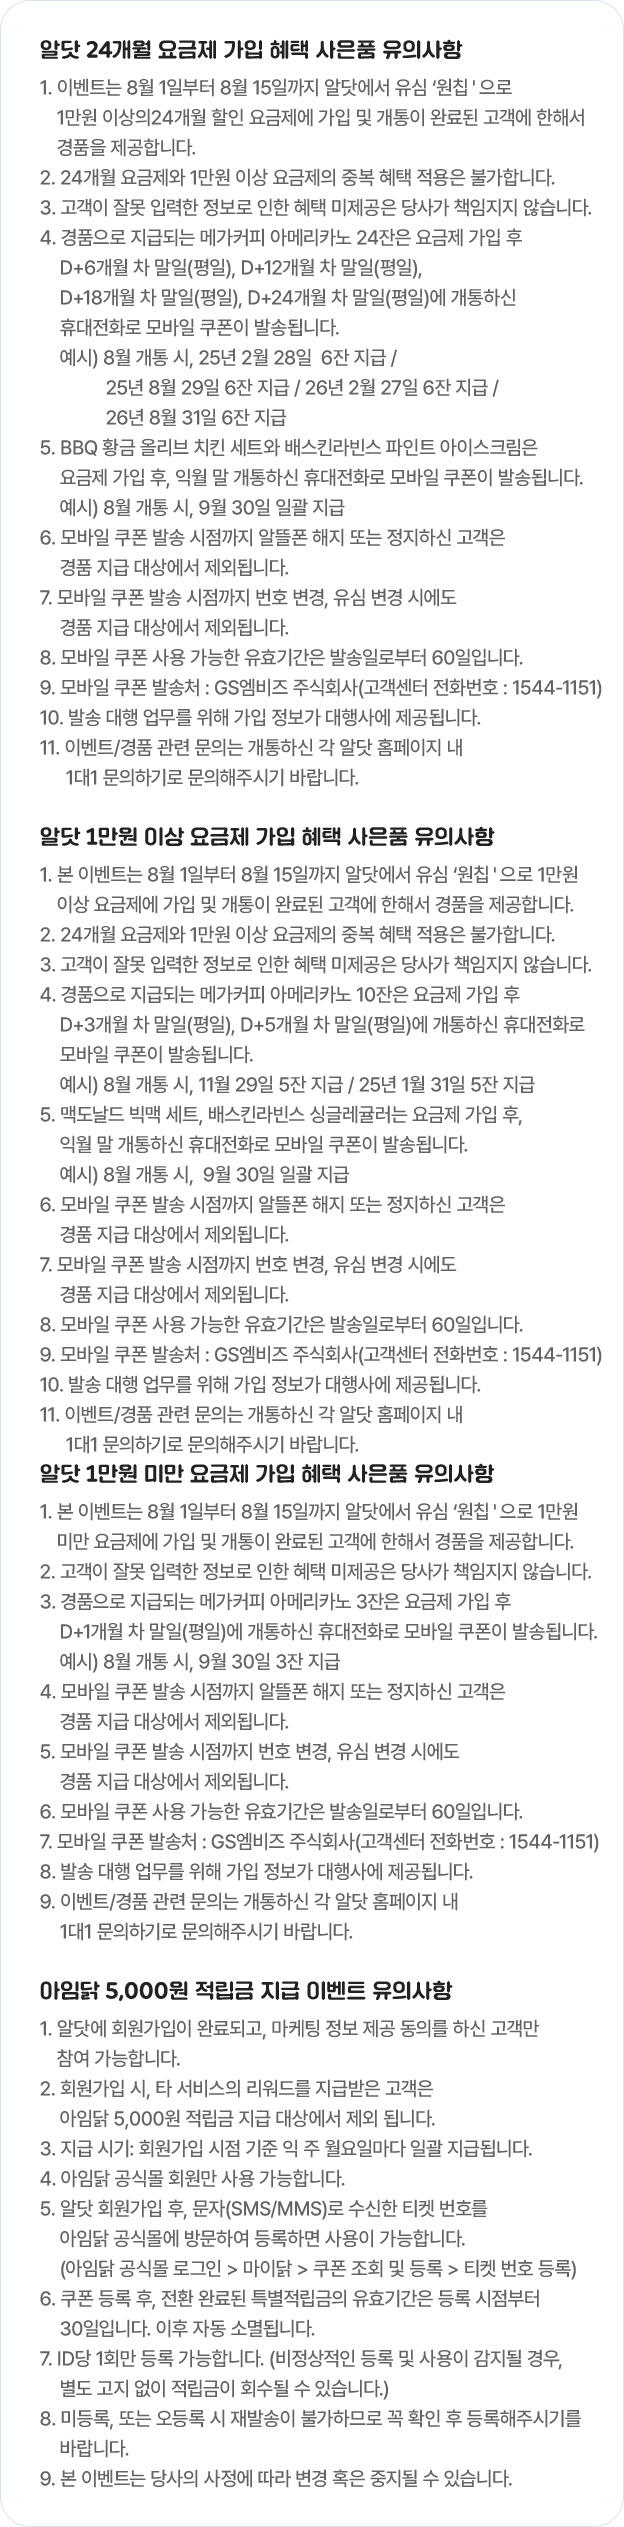 알닷 24개월 요금제 가입 혜택 사은품 유의사항
1. 이벤트는 8월 1일부터 8월 15일까지 알닷에서 유심 ‘원칩 ' 으로
1만원 이상의24개월 할인 요금제에 가입 및 개통이 완료된 고객에 한해서
경품을 제공합니다.
2. 24개월 요금제와 1만원 이상 요금제의 중복 혜택 적용은 불가합니다.
3. 고객이 잘못 입력한 정보로 인한 혜택 미제공은 당사가 책임지지 않습니다.
4. 경품으로 지급되는 메가커피 아메리카노 24잔은 요금제 가입 후
D+6개월 차 말일(평일), D+12개월 차 말일(평일),
D+18개월 차 말일(평일), D+24개월 차 말일(평일)에 개통하신
휴대전화로 모바일 쿠폰이 발송됩니다.
예시) 8월 개통 시, 25년 2월 28일  6잔 지급 /
25년 8월 29일 6잔 지급 / 26년 2월 27일 6잔 지급 /
26년 8월 31일 6잔 지급
5. BBQ 황금 올리브 치킨 세트와 배스킨라빈스 파인트 아이스크림은
요금제 가입 후, 익월 말 개통하신 휴대전화로 모바일 쿠폰이 발송됩니다.
예시) 8월 개통 시, 9월 30일 일괄 지급
6. 모바일 쿠폰 발송 시점까지 알뜰폰 해지 또는 정지하신 고객은
경품 지급 대상에서 제외됩니다.
7. 모바일 쿠폰 발송 시점까지 번호 변경, 유심 변경 시에도
경품 지급 대상에서 제외됩니다.
8. 모바일 쿠폰 사용 가능한 유효기간은 발송일로부터 60일입니다.
9. 모바일 쿠폰 발송처 : GS엠비즈 주식회사(고객센터 전화번호 : 1544-1151)
10. 발송 대행 업무를 위해 가입 정보가 대행사에 제공됩니다.
11. 이벤트/경품 관련 문의는 개통하신 각 알닷 홈페이지 내
1대1 문의하기로 문의해주시기 바랍니다.
알닷 1만원 이상 요금제 가입 혜택 사은품 유의사항
1. 본 이벤트는 8월 1일부터 8월 15일까지 알닷에서 유심 ‘원칩 ' 으로 1만원
이상 요금제에 가입 및 개통이 완료된 고객에 한해서 경품을 제공합니다.
2. 24개월 요금제와 1만원 이상 요금제의 중복 혜택 적용은 불가합니다.
3. 고객이 잘못 입력한 정보로 인한 혜택 미제공은 당사가 책임지지 않습니다.
4. 경품으로 지급되는 메가커피 아메리카노 10잔은 요금제 가입 후
D+3개월 차 말일(평일), D+5개월 차 말일(평일)에 개통하신 휴대전화로
모바일 쿠폰이 발송됩니다.
예시) 8월 개통 시, 11월 29일 5잔 지급 / 25년 1월 31일 5잔 지급
5. 맥도날드 빅맥 세트, 배스킨라빈스 싱글레귤러는 요금제 가입 후,
익월 말 개통하신 휴대전화로 모바일 쿠폰이 발송됩니다.
예시) 8월 개통 시,  9월 30일 일괄 지급
6. 모바일 쿠폰 발송 시점까지 알뜰폰 해지 또는 정지하신 고객은
경품 지급 대상에서 제외됩니다.
7. 모바일 쿠폰 발송 시점까지 번호 변경, 유심 변경 시에도
경품 지급 대상에서 제외됩니다.
8. 모바일 쿠폰 사용 가능한 유효기간은 발송일로부터 60일입니다.
9. 모바일 쿠폰 발송처 : GS엠비즈 주식회사(고객센터 전화번호 : 1544-1151)
10. 발송 대행 업무를 위해 가입 정보가 대행사에 제공됩니다.
11. 이벤트/경품 관련 문의는 개통하신 각 알닷 홈페이지 내
1대1 문의하기로 문의해주시기 바랍니다.
알닷 1만원 미만 요금제 가입 혜택 사은품 유의사항
1. 본 이벤트는 8월 1일부터 8월 15일까지 알닷에서 유심 ‘원칩 ' 으로 1만원
미만 요금제에 가입 및 개통이 완료된 고객에 한해서 경품을 제공합니다.
2. 고객이 잘못 입력한 정보로 인한 혜택 미제공은 당사가 책임지지 않습니다.
3. 경품으로 지급되는 메가커피 아메리카노 3잔은 요금제 가입 후
D+1개월 차 말일(평일)에 개통하신 휴대전화로 모바일 쿠폰이 발송됩니다.
예시) 8월 개통 시, 9월 30일 3잔 지급
4. 모바일 쿠폰 발송 시점까지 알뜰폰 해지 또는 정지하신 고객은
경품 지급 대상에서 제외됩니다.
5. 모바일 쿠폰 발송 시점까지 번호 변경, 유심 변경 시에도
경품 지급 대상에서 제외됩니다.
6. 모바일 쿠폰 사용 가능한 유효기간은 발송일로부터 60일입니다.
7. 모바일 쿠폰 발송처 : GS엠비즈 주식회사(고객센터 전화번호 : 1544-1151)
8. 발송 대행 업무를 위해 가입 정보가 대행사에 제공됩니다.
9. 이벤트/경품 관련 문의는 개통하신 각 알닷 홈페이지 내
1대1 문의하기로 문의해주시기 바랍니다.
아임닭 5,000원 적립금 지급 이벤트 유의사항
1. 알닷에 회원가입이 완료되고, 마케팅 정보 제공 동의를 하신 고객만
참여 가능합니다.
2. 회원가입 시, 타 서비스의 리워드를 지급받은 고객은
아임닭 5,000원 적립금 지급 대상에서 제외 됩니다.
3. 지급 시기: 회원가입 시점 기준 익 주 월요일마다 일괄 지급됩니다.
4. 아임닭 공식몰 회원만 사용 가능합니다.
5. 알닷 회원가입 후, 문자(SMS/MMS)로 수신한 티켓 번호를
아임닭 공식몰에 방문하여 등록하면 사용이 가능합니다.
(아임닭 공식몰 로그인 > 마이닭 > 쿠폰 조회 및 등록 > 티켓 번호 등록)
6. 쿠폰 등록 후, 전환 완료된 특별적립금의 유효기간은 등록 시점부터
30일입니다. 이후 자동 소멸됩니다.
7. ID당 1회만 등록 가능합니다. (비정상적인 등록 및 사용이 감지될 경우,
별도 고지 없이 적립금이 회수될 수 있습니다.)
8. 미등록, 또는 오등록 시 재발송이 불가하므로 꼭 확인 후 등록해주시기를
바랍니다.
9. 본 이벤트는 당사의 사정에 따라 변경 혹은 중지될 수 있습니다.